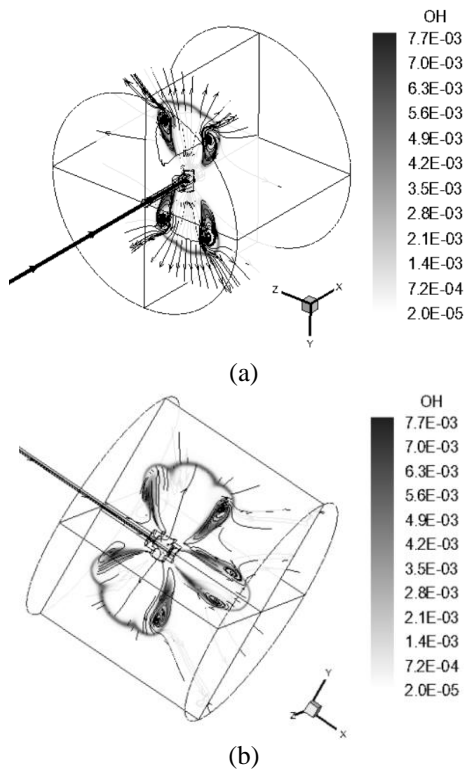 OH
7.7E-03
7.0E-03
6.3E-03
5.6E-03
4.9E-03
4.2E-03
3.5E-03
2.8E-03
2.1E-03
1.4E-03
7.2E-04
2.0E-05
Z
X
Y
(a)
OH
7.7E-03
7.0E-03
6.3E-03
5.6E-03
4.9E-03
4.2E-03
3.5E-03
2.8E-03
2.1E-03
1.4E-03
7.2E-04
2.0E-05
Y
Z
X
(b)